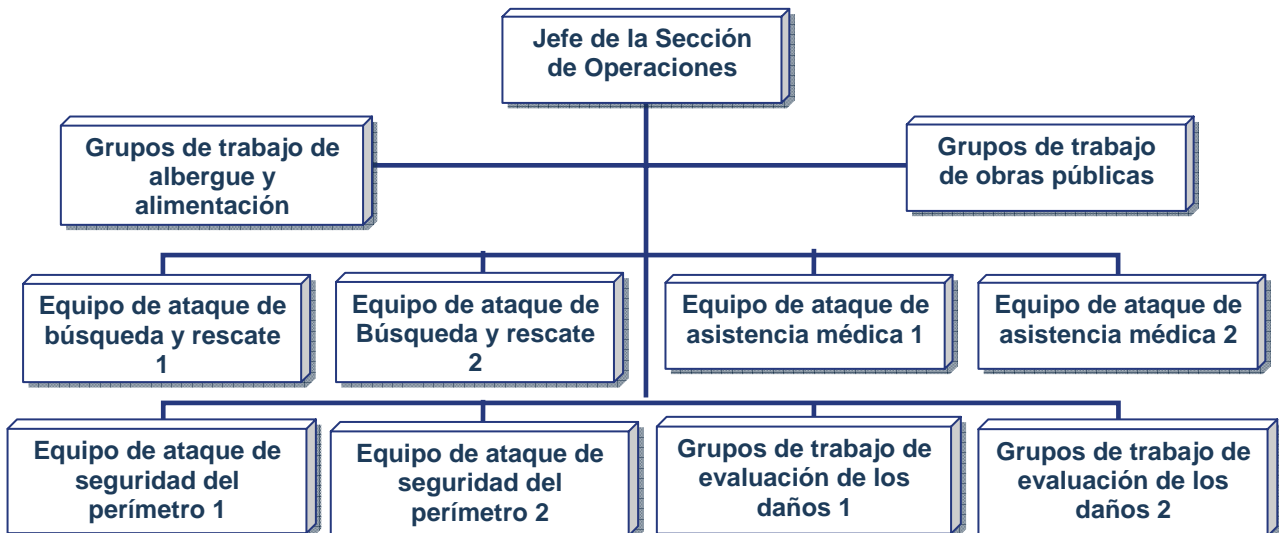 Jefe de la Sección
de Operaciones
Grupos de trabajo de
albergue y
alimentación
Grupos de trabajo
de obras públicas
Equipo de ataque de
búsqueda y rescate
1
Equipo de ataque de
Búsqueda y rescate
2
Equipo de ataque de
asistencia médica 1
Equipo de ataque de
asistencia médica 2
Equipo de ataque de
seguridad del
perímetro 1
Equipo de ataque de
seguridad del
perímetro 2
Grupos de trabajo de
evaluación de los
daños 1
Grupos de trabajo de
evaluación de los
daños 2